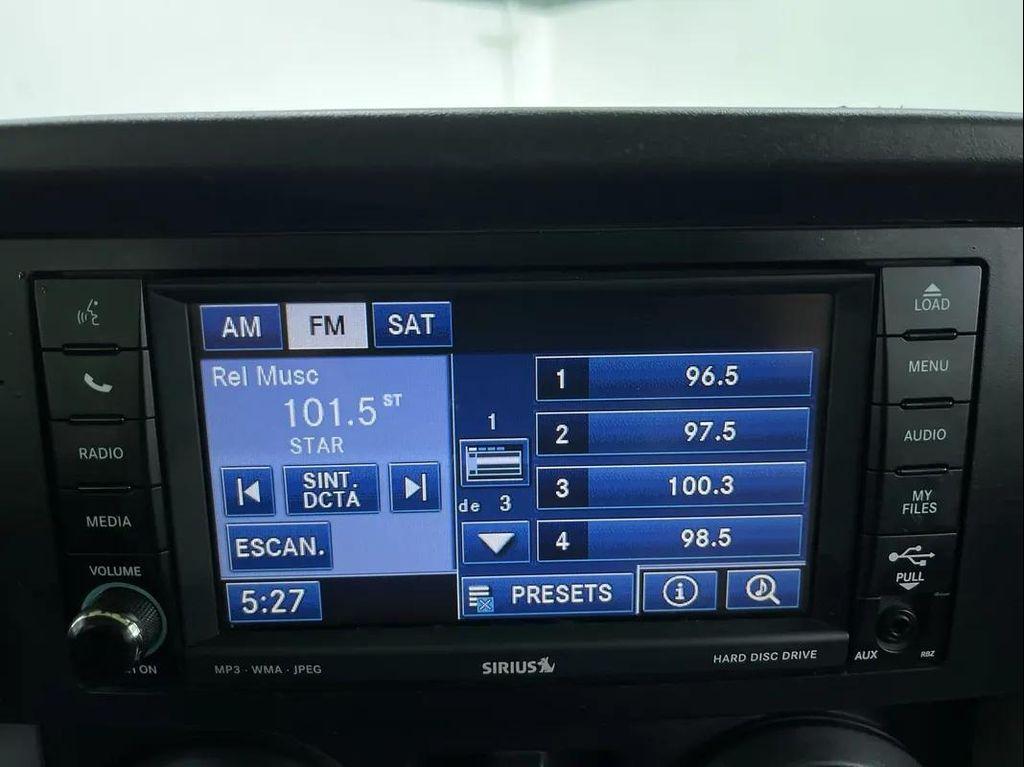 LOAD
MENU
RADIO
AUDIO
MEDIA
MY
FILES
VOLUME
PULL
ON
AUX
RBZ
AM FM SAT
Rel Musc
101.5 ST
STAR
SINT.
DCTA
ESCAN.
5:27
1
de 3
1 96.5
2 97.5
3 100.3
4 98.5
PRESETS
i
MP3 · WMA · JPEG
SIRIUS
HARD DISC DRIVE